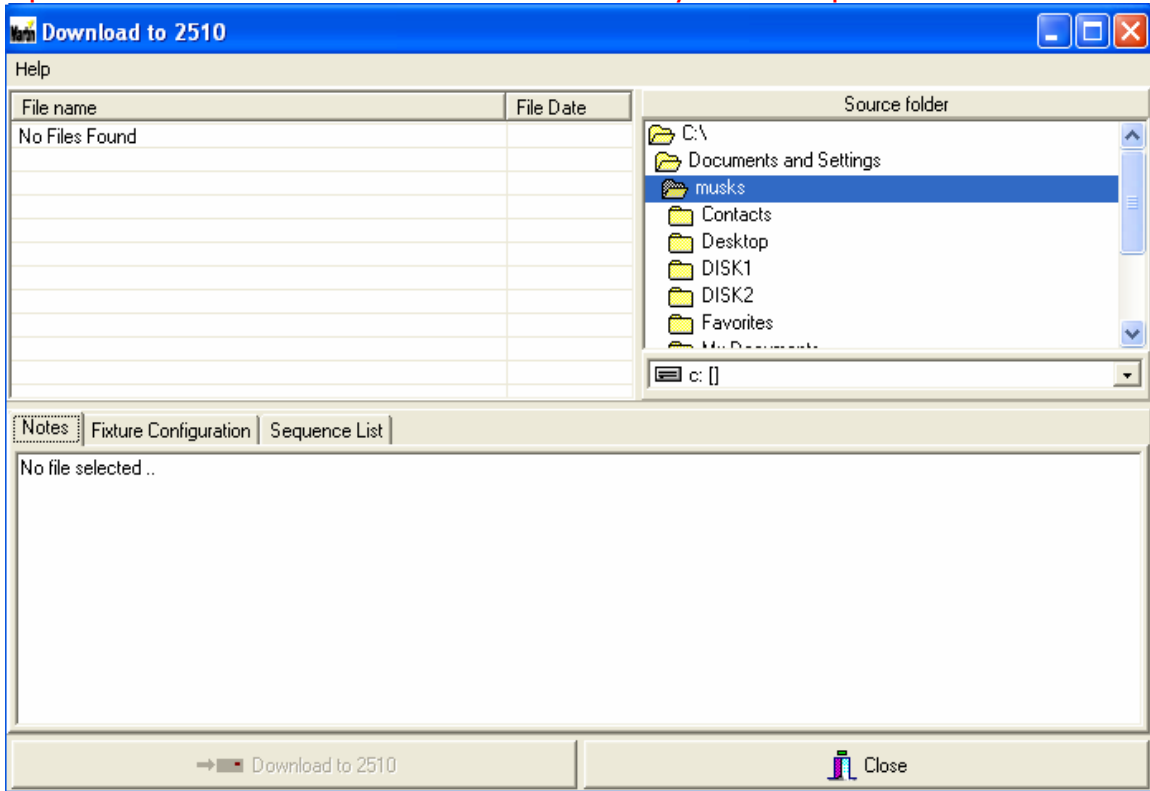 Martin Download to 2510
Help
File name File Date
No Files Found
Source folder
C:\
Documents and Settings
musks
Contacts
Desktop
DISK1
DISK2
Favorites
c: []
Notes Fixture Configuration Sequence List
No file selected ..
Download to 2510 Close